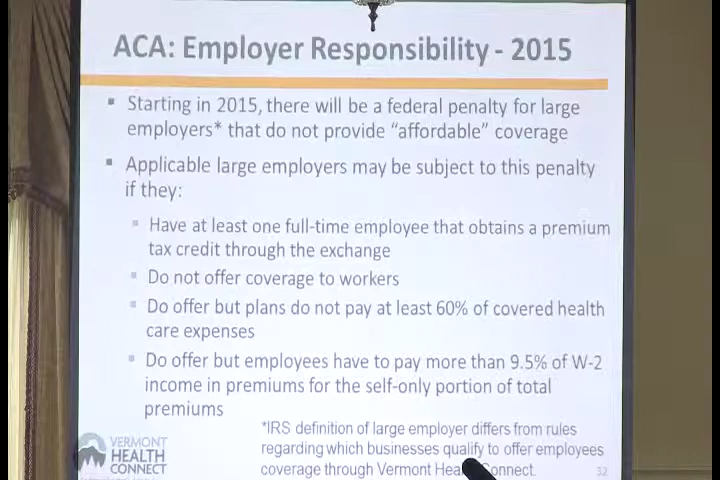 ACA: Employer Responsibility - 2015
▪ Starting in 2015, there will be a federal penalty for large
employers* that do not provide “affordable” coverage
▪ Applicable large employers may be subject to this penalty
if they:
▪ Have at least one full-time employee that obtains a premium
tax credit through the exchange
▪ Do not offer coverage to workers
▪ Do offer but plans do not pay at least 60% of covered health
care expenses
▪ Do offer but employees have to pay more than 9.5% of W-2
income in premiums for the self-only portion of total
premiums
*IRS definition of large employer differs from rules
regarding which businesses qualify to offer employees
coverage through Vermont Connect.
VERMONT
HEALTH
CONNECT
32